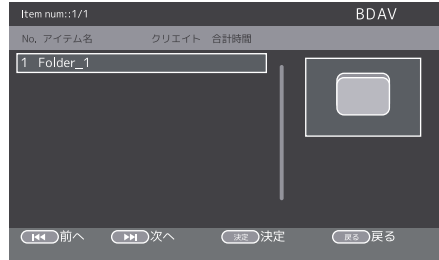 Item num::1/1 BDAV
No. アイテム名 クリエイト 合計時間
1 Folder_1
前へ 次へ 決定 決定 戻る 戻る